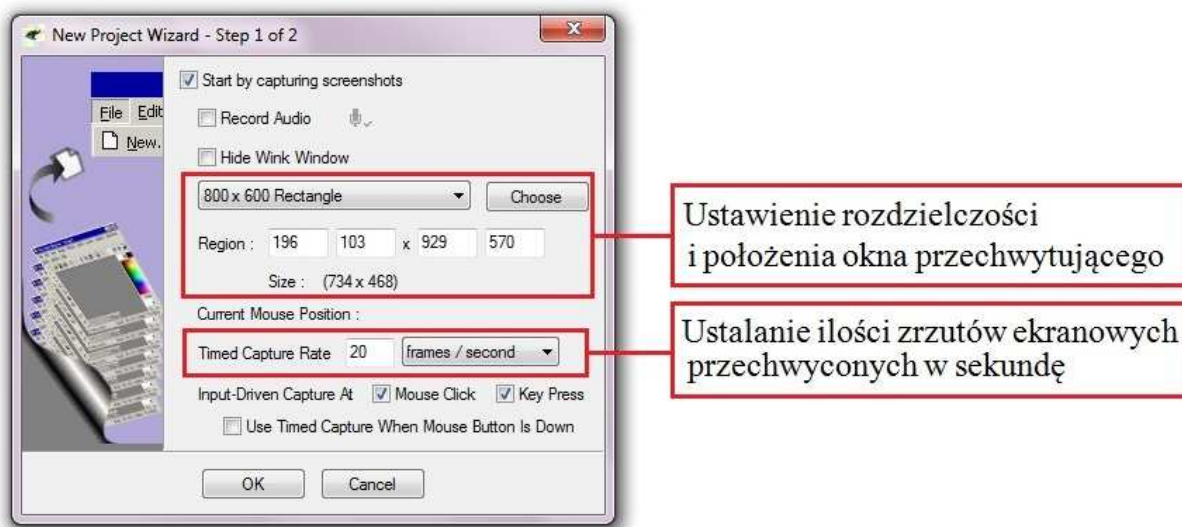 New Project Wizard - Step 1 of 2
File Edit
New.
Start by capturing screenshots
Record Audio
Hide Wink Window
800 x 600 Rectangle Choose
Region : 196 103 x 929 570
Size : (734 x 468)
Current Mouse Position :
Timed Capture Rate 20 frames / second
Input-Driven Capture At Mouse Click Key Press
Use Timed Capture When Mouse Button Is Down
OK Cancel
Ustawienie rozdzielczości
i położenia okna przechwytującego
Ustalanie ilości zrzutów ekranowych
przechwyconych w sekundę